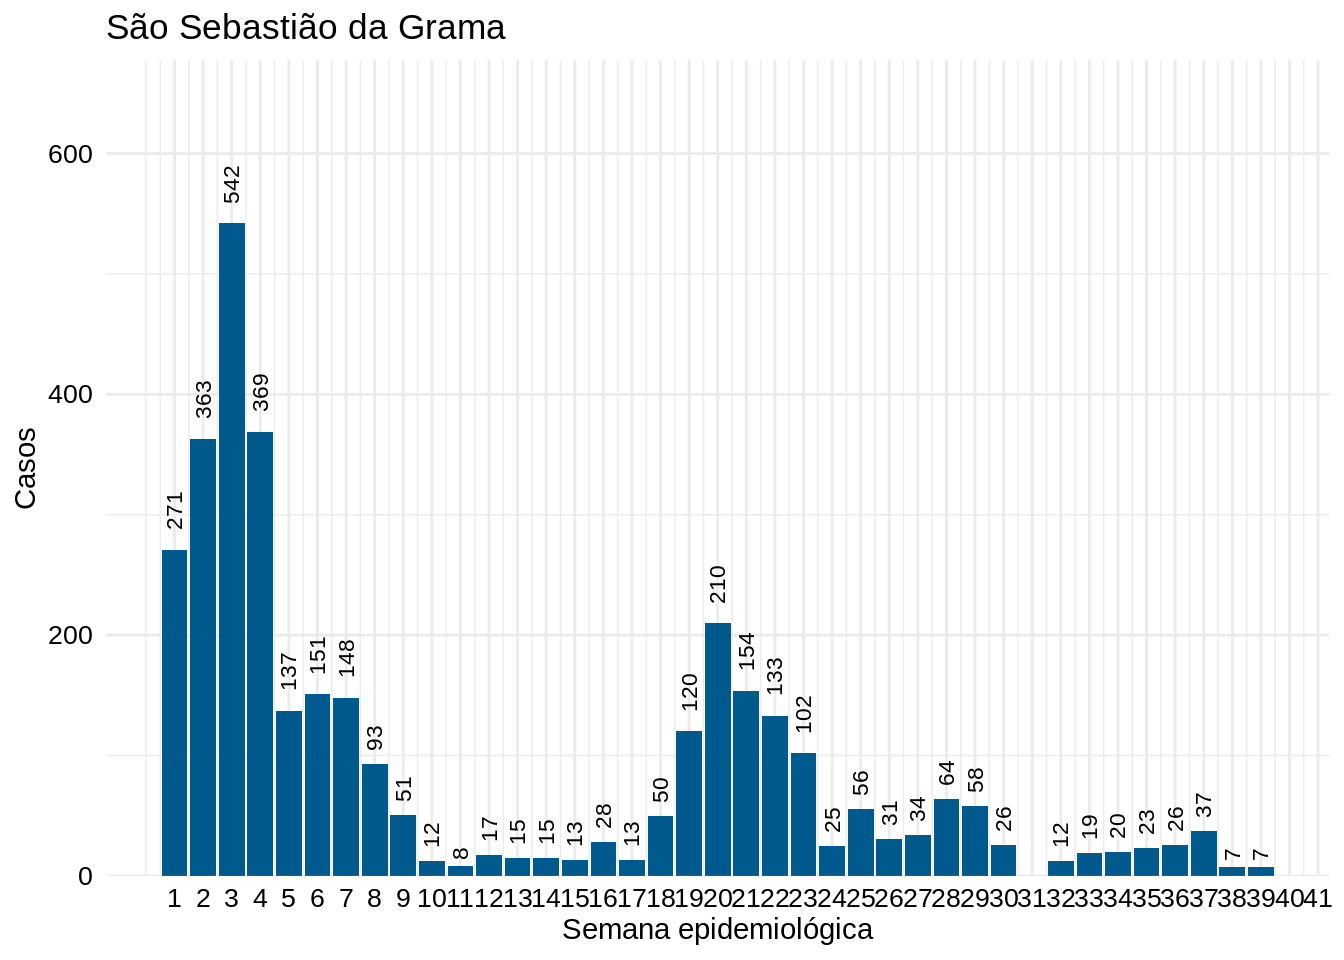 São Sebastião da Grama
600
400
200
0
Casos
271 363 542 369 137 151 148 93 51 12 8 17 15 15 13 28 13 50 120 210 154 133 102 25 56 31 34 64 58 26 12 19 20 23 26 37 7 7
1 2 3 4 5 6 7 8 9 10 11 12 13 14 15 16 17 18 19 20 21 22 23 24 25 26 27 28 29 30 31 32 33 34 35 36 37 38 39 40 41
Semana epidemiológica